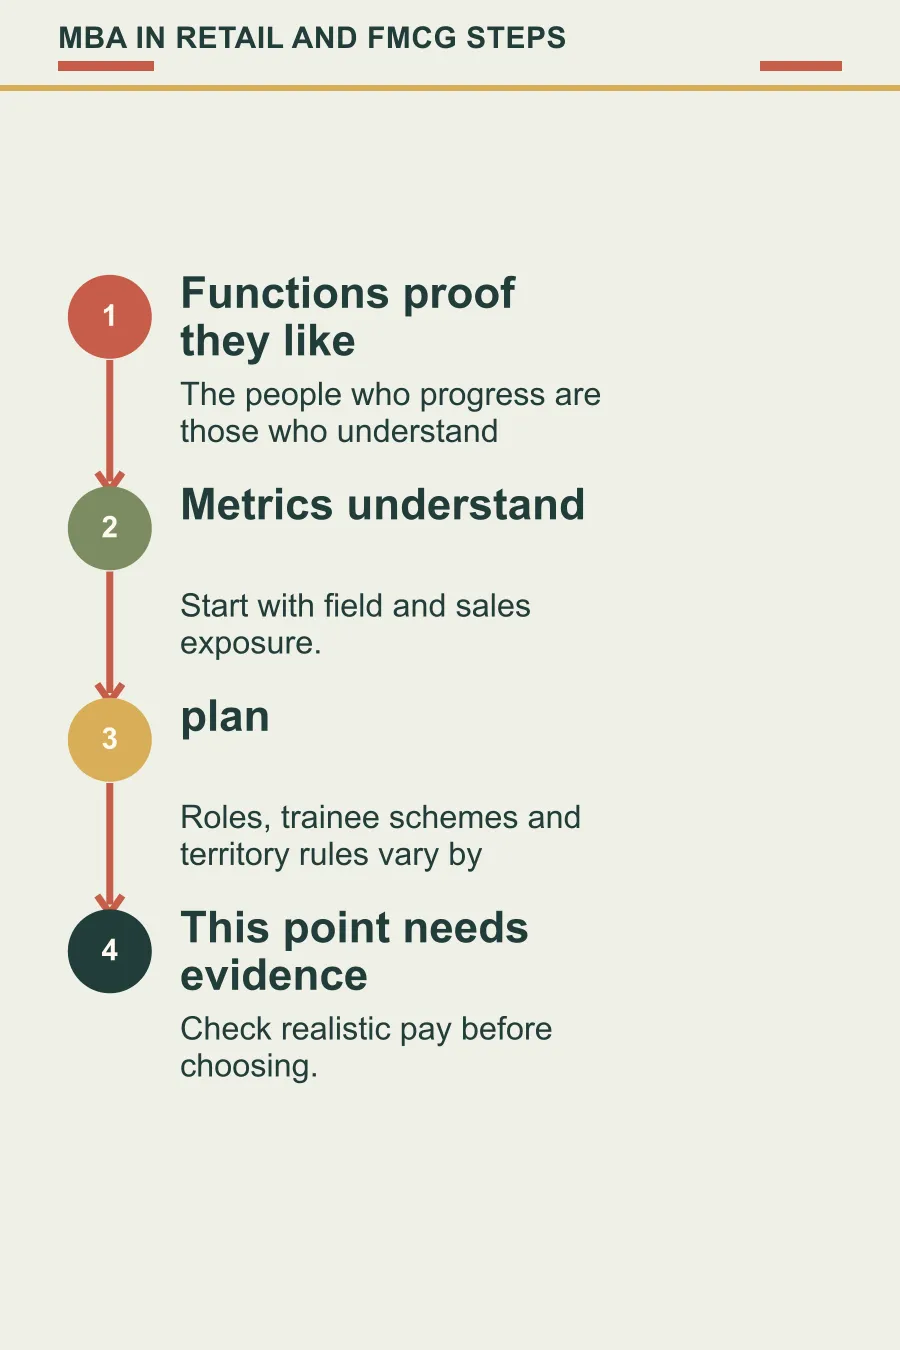 MBA IN RETAIL AND FMCG STEPS
1
Functions proof
they like
The people who progress are
those who understand
2
Metrics understand
Start with field and sales
exposure.
3
plan
Roles, trainee schemes and
territory rules vary by
4
This point needs
evidence
Check realistic pay before
choosing.